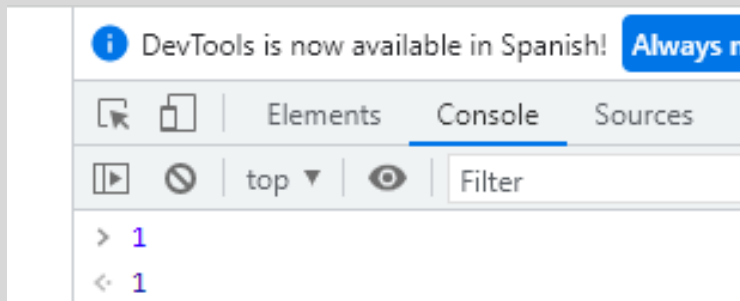 DevTools is now available in Spanish! Always
Elements Console Sources
top Filter
1
1